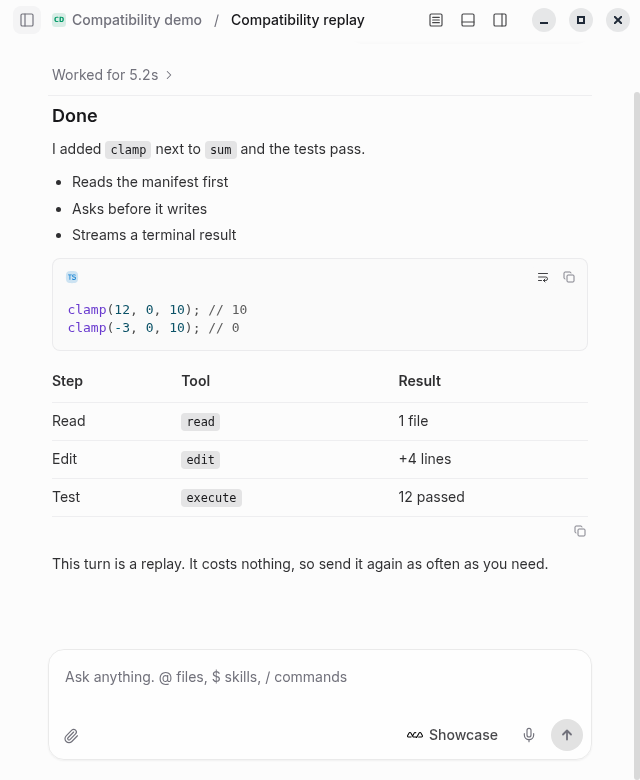 CD Compatibility demo / Compatibility replay
Worked for 5.2s
Done
I added clamp next to sum and the tests pass.
• Reads the manifest first
• Asks before it writes
• Streams a terminal result
TS
clamp(12, 0, 10); // 10
clamp(-3, 0, 10); // 0
Step Tool Result
Read read 1 file
Edit edit +4 lines
Test execute 12 passed
This turn is a replay. It costs nothing, so send it again as often as you need.
Ask anything. @ files, $ skills, / commands
Showcase